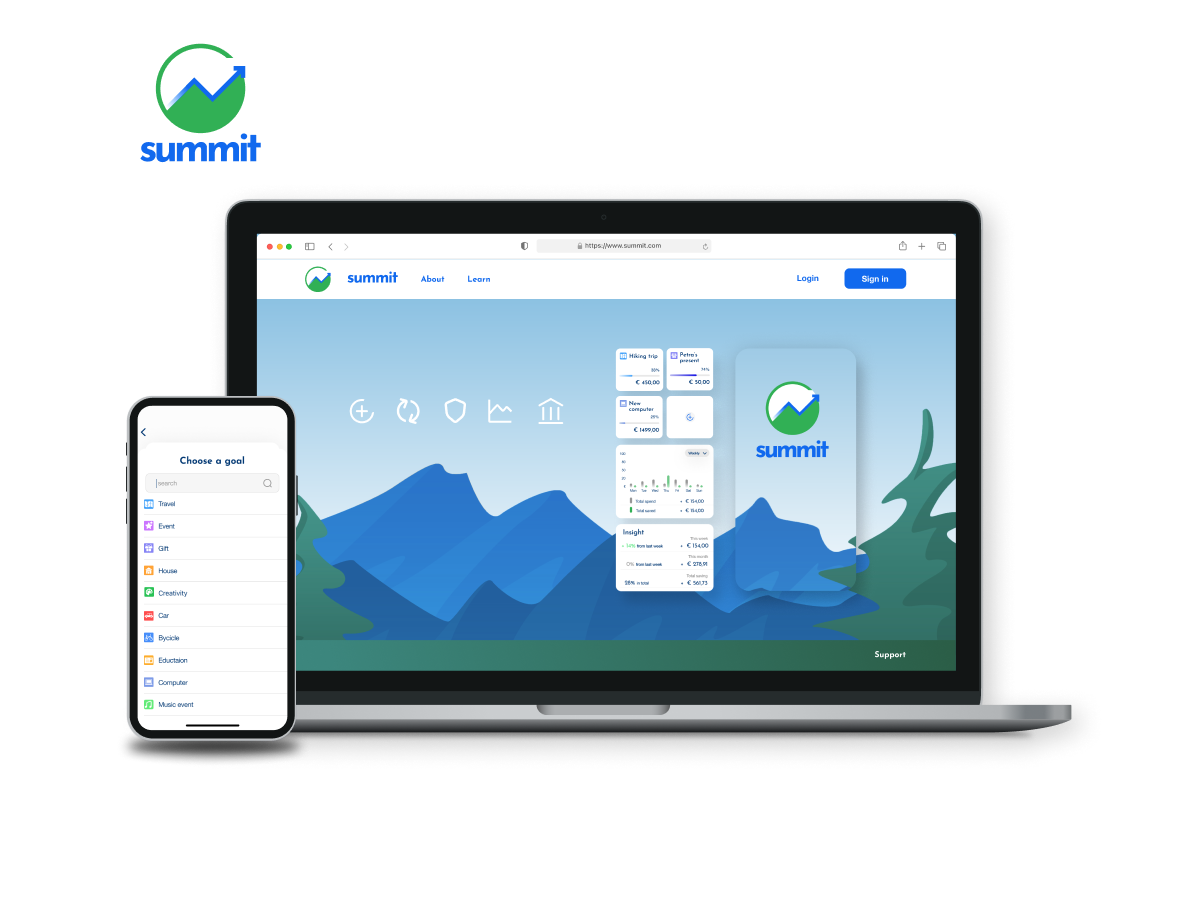 summit
https://www.summit.com
summit
About
Learn
Login
Sign in
Hiking trip
€ 450,00
Petra's
present
74%
€ 50,00
New
computer
€ 1499,00
Weekly
Mon Tue Wed Thu Fri Sat Sun
Total spend
+ € 154,00
Total saved
+ € 154,00
Insight
This week
+ 14% from last week
+ € 154,00
This month
0% from last week
+ € 278,91
Total saving
28% in total
+ € 561,73
summit
Support
Choose a goal
search
Travel
Event
Gift
House
Creativity
Car
Bycicle
Eductaion
Computer
Music event